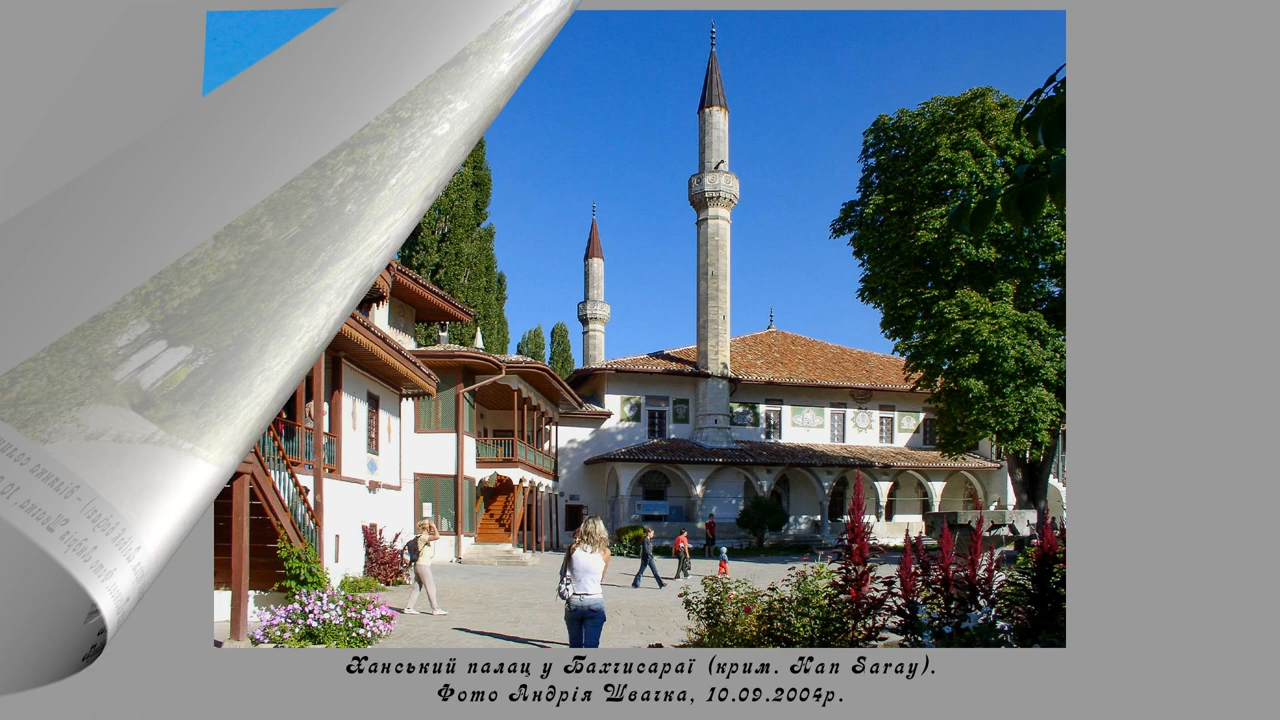 Ханський палац у Бахчисараї (крим. Han Saray).
Фото Андрія Швачка, 10.09.2004р.